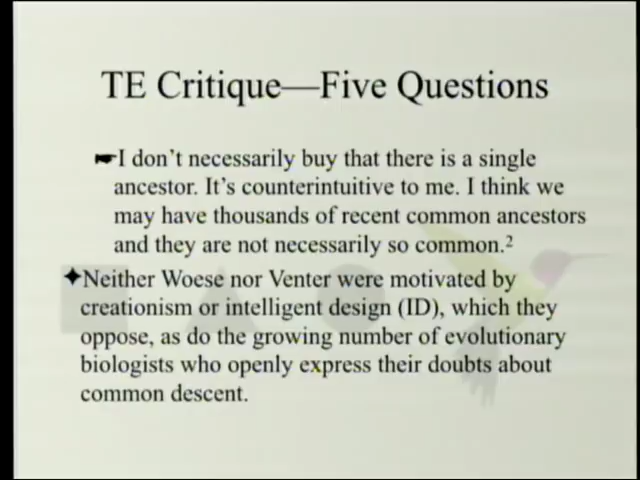 TE Critique—Five Questions
☛I don’t necessarily buy that there is a single
ancestor. It’s counterintuitive to me. I think we
may have thousands of recent common ancestors
and they are not necessarily so common.²
✦Neither Woese nor Venter were motivated by
creationism or intelligent design (ID), which they
oppose, as do the growing number of evolutionary
biologists who openly express their doubts about
common descent.